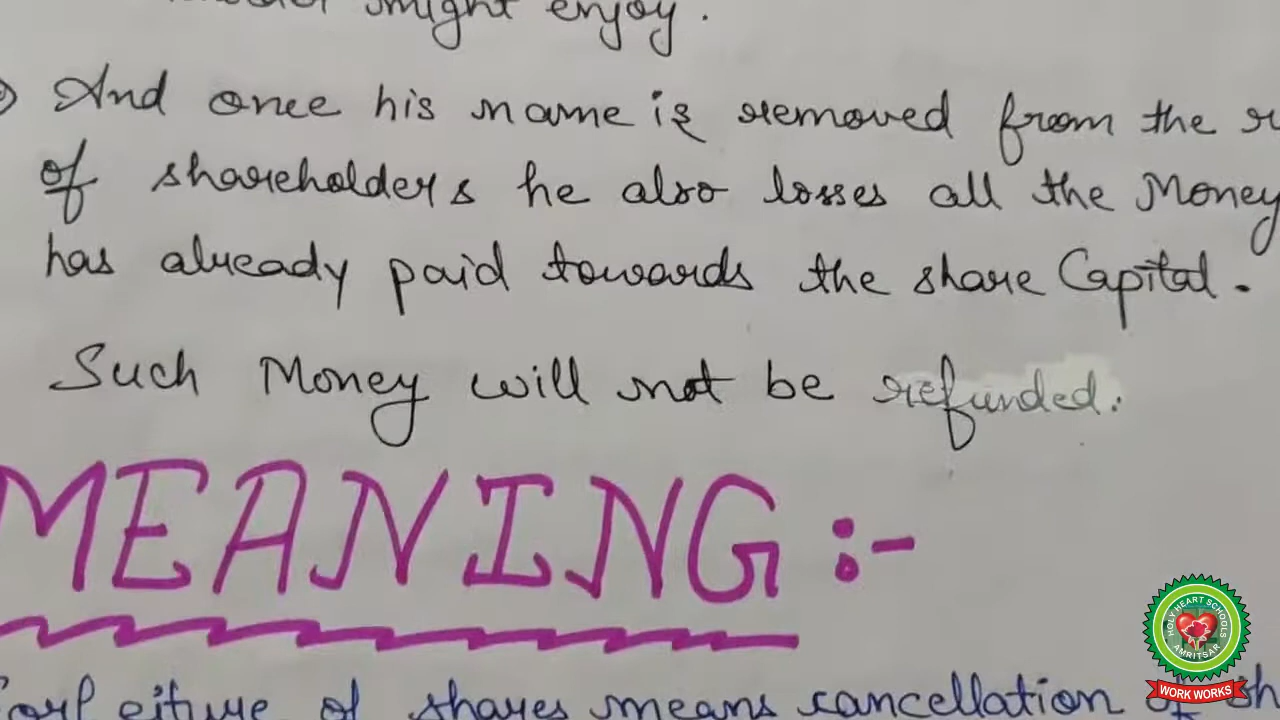 might enjoy.
And once his name is removed from the
of shareholders he also losses all the Money
has already paid towards the share Capital.
Such Money will not be refunded.
MEANING :-
Forfeiture of shares means cancellation of sh
HOLY HEART SCHOOLS
AMRITSAR
WORK WORKS